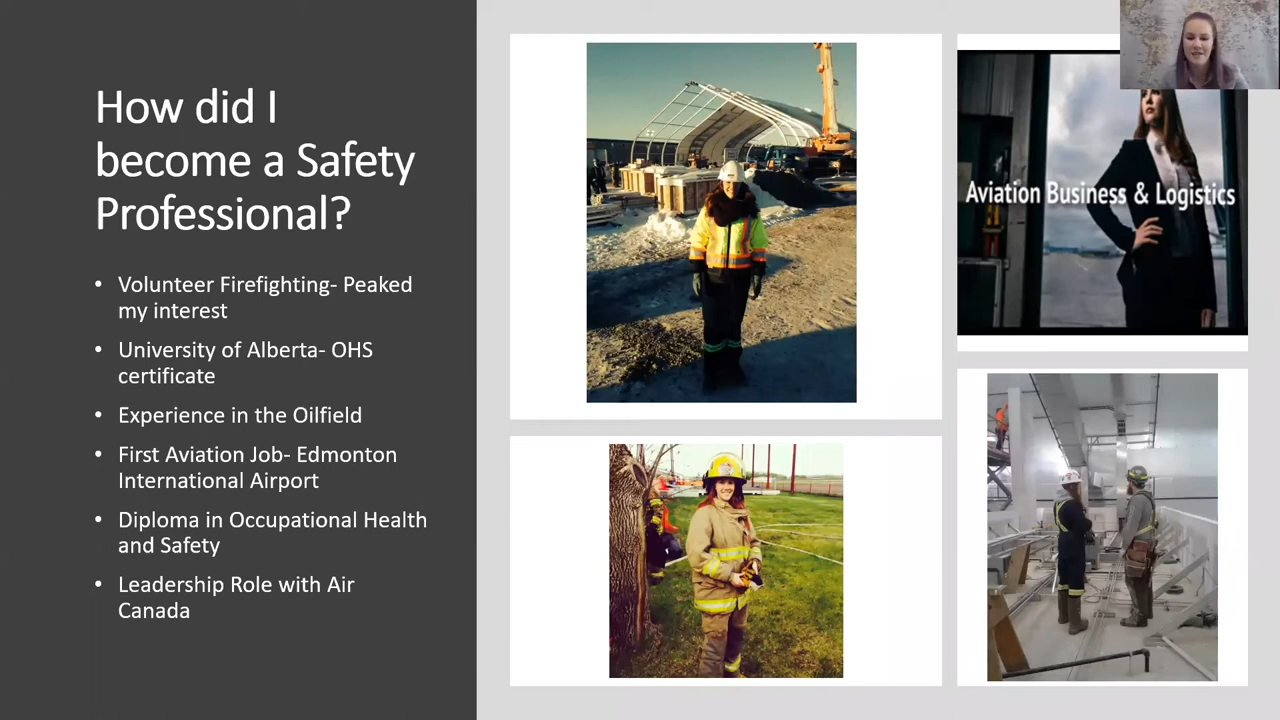 How did I
become a Safety
Professional?
• Volunteer Firefighting- Peaked
my interest
• University of Alberta- OHS
certificate
• Experience in the Oilfield
• First Aviation Job- Edmonton
International Airport
• Diploma in Occupational Health
and Safety
• Leadership Role with Air
Canada
Aviation Business & Logistics